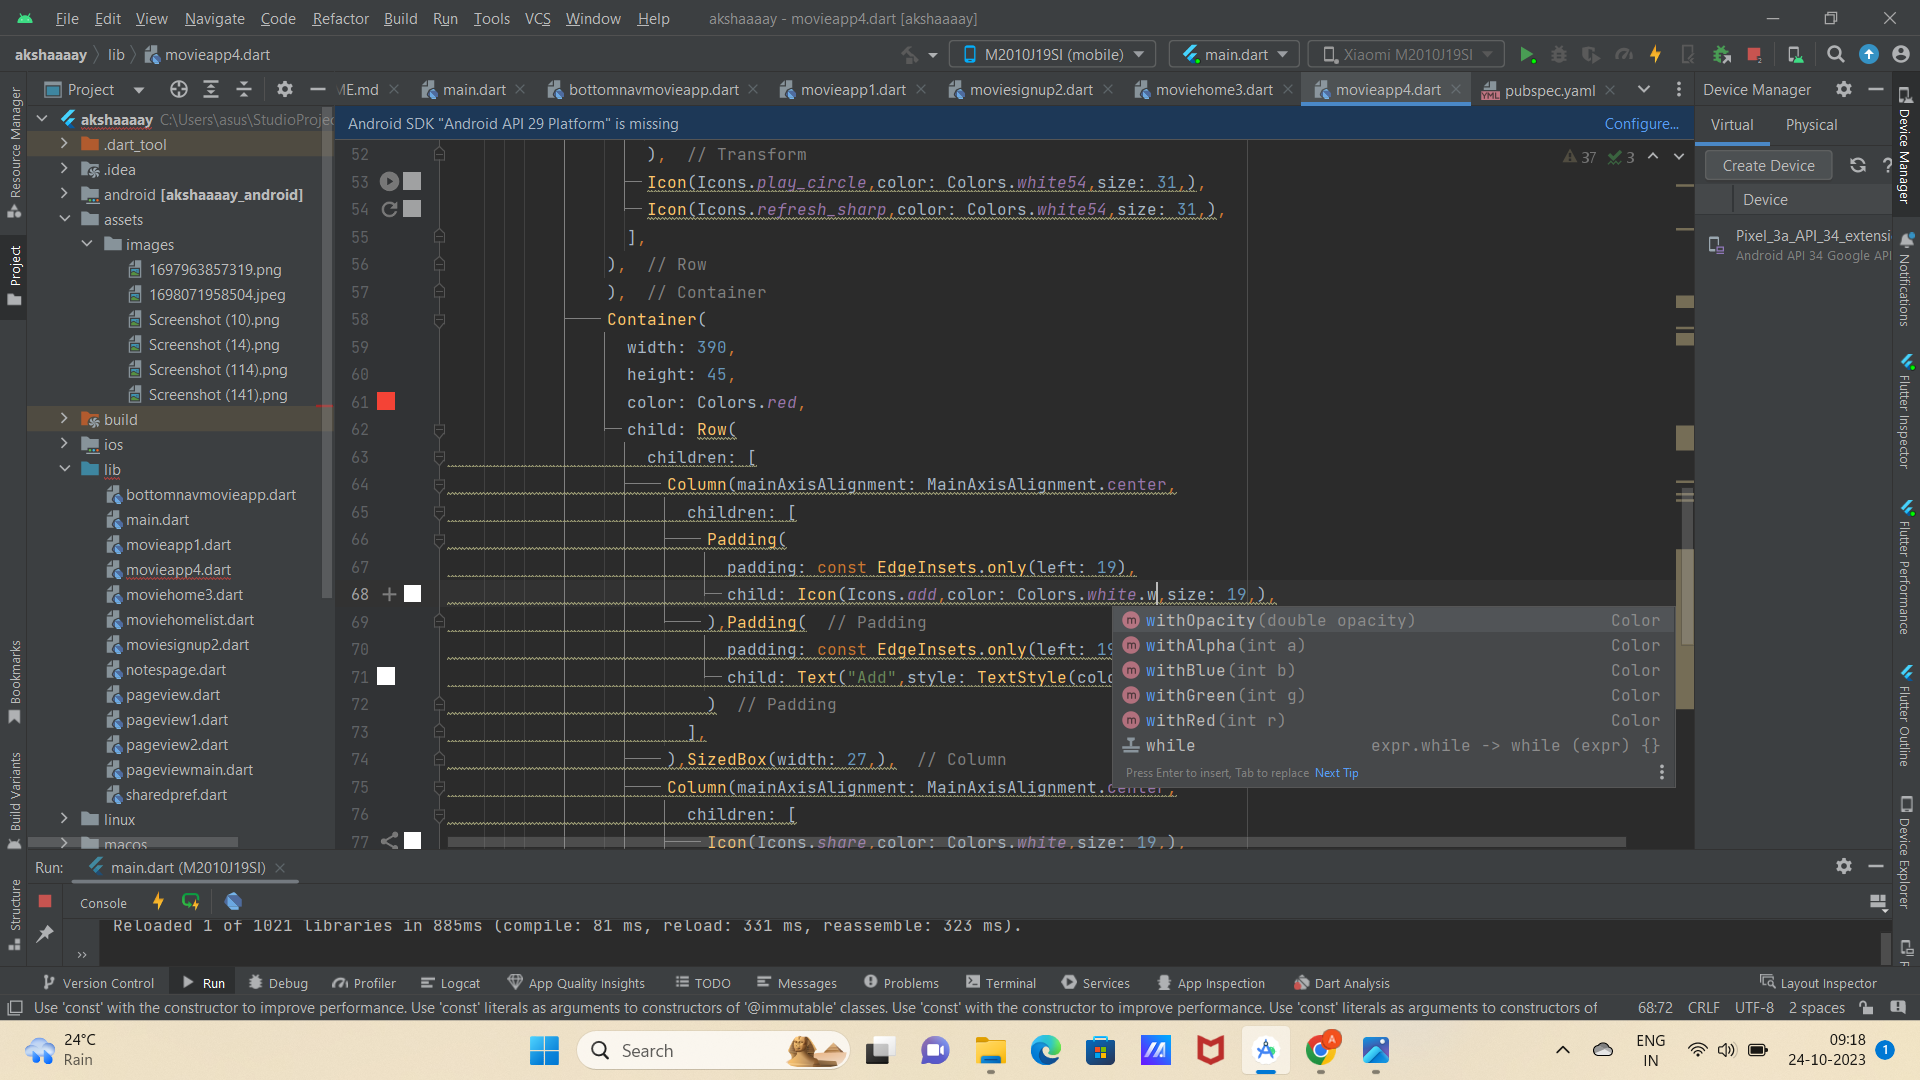 File Edit View Navigate Code Refactor Build Run Tools VCS Window Help akshaaaay - movieapp4.dart [akshaaaay]
akshaaaay lib movieapp4.dart M2010J19SI (mobile) main.dart Xiaomi M2010J19SI
Project ME.md main.dart bottomnavmovieapp.dart movieapp1.dart moviesignup2.dart moviehome3.dart movieapp4.dart pubspec.yaml Device Manager
Android SDK "Android API 29 Platform" is missing Configure...
Virtual Physical
Create Device
Device
Pixel_3a_API_34_extensi
Android API 34 Google API
akshaaaay C:\Users\asus\StudioProjec
.dart_tool
.idea
android [akshaaaay_android]
assets
images
1697963857319.png
1698071958504.jpeg
Screenshot (10).png
Screenshot (14).png
Screenshot (114).png
Screenshot (141).png
build
ios
lib
bottomnavmovieapp.dart
main.dart
movieapp1.dart
movieapp4.dart
moviehome3.dart
moviehomelist.dart
moviesignup2.dart
notespage.dart
pageview.dart
pageview1.dart
pageview2.dart
pageviewmain.dart
sharedpref.dart
linux
macos
37 3
52 ), // Transform
53 Icon(Icons.play_circle,color: Colors.white54,size: 31,),
54 Icon(Icons.refresh_sharp,color: Colors.white54,size: 31,),
55 ],
56 ), // Row
57 ), // Container
58 Container(
59 width: 390,
60 height: 45,
61 color: Colors.red,
62 child: Row(
63 children: [
64 Column(mainAxisAlignment: MainAxisAlignment.center,
65 children: [
66 Padding(
67 padding: const EdgeInsets.only(left: 19),
68 child: Icon(Icons.add,color: Colors.white.w,size: 19,),
69 ),Padding( // Padding
70 padding: const EdgeInsets.only(left: 19
71 child: Text("Add",style: TextStyle(colo
72 ) // Padding
73 ],
74 ),SizedBox(width: 27,), // Column
75 Column(mainAxisAlignment: MainAxisAlignment.center,
76 children: [
77 Icon(Icons.share,color: Colors.white,size: 19,),
withOpacity(double opacity) Color
withAlpha(int a) Color
withBlue(int b) Color
withGreen(int g) Color
withRed(int r) Color
while expr.while -> while (expr) {}
Press Enter to insert, Tab to replace Next Tip
Resource Manager
Project
Bookmarks
Build Variants
Structure
Device Manager
Notifications
Flutter Inspector
Flutter Performance
Flutter Outline
Device Explorer
Run: main.dart (M2010J19SI)
Console
Reloaded 1 of 1021 libraries in 885ms (compile: 81 ms, reload: 331 ms, reassemble: 323 ms).
Version Control Run Debug Profiler Logcat App Quality Insights TODO Messages Problems Terminal Services App Inspection Dart Analysis Layout Inspector
Use 'const' with the constructor to improve performance. Use 'const' literals as arguments to constructors of '@immutable' classes. Use 'const' with the constructor to improve performance. Use 'const' literals as arguments to constructors of 68:72 CRLF UTF-8 2 spaces
24°C
Rain
Search
A
ENG
IN
09:18
24-10-2023
1